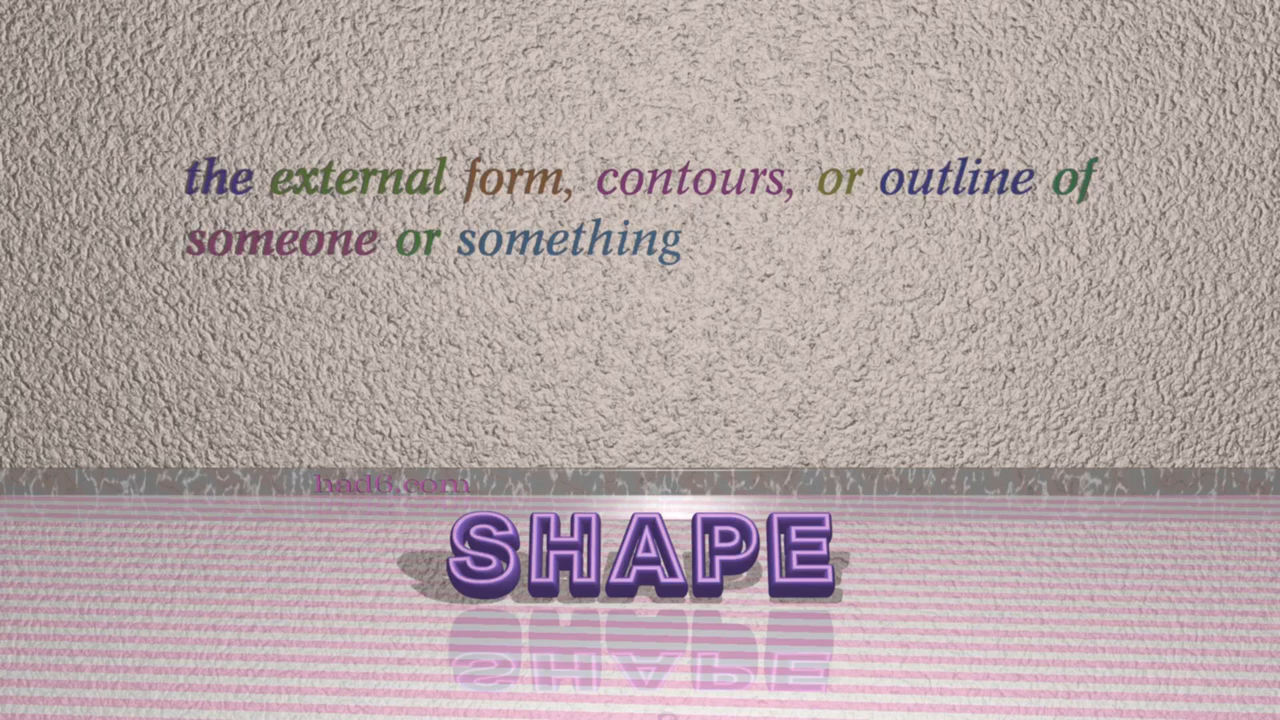 the external form, contours, or outline of
someone or something
had6.com
SHAPE